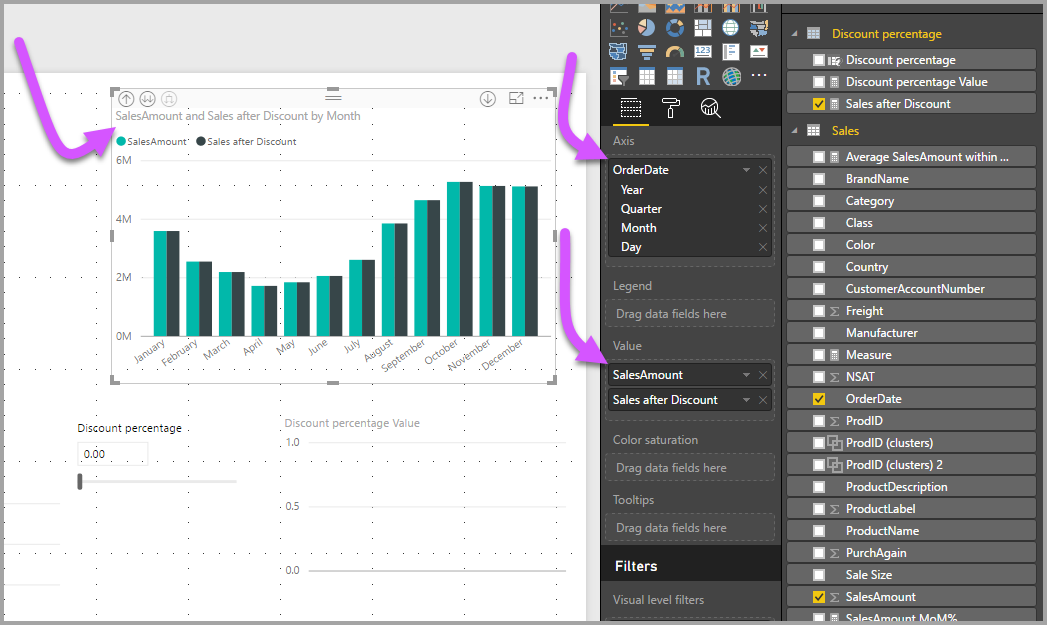 SalesAmount and Sales after Discount by Month
SalesAmount Sales after Discount
6M
4M
2M
0M
January
February
March
April
May
June
July
August
September
October
November
December
Discount percentage
0.00
Discount percentage Value
1.0
0.5
0.0
123
R
Axis
OrderDate
Year
Quarter
Month
Day
Legend
Drag data fields here
Value
SalesAmount
Sales after Discount
Color saturation
Drag data fields here
Tooltips
Drag data fields here
Filters
Visual level filters
Discount percentage
Discount percentage
Discount percentage Value
Sales after Discount
Sales
Average SalesAmount within ...
BrandName
Category
Class
Color
Country
CustomerAccountNumber
Σ Freight
Manufacturer
Measure
Σ NSAT
OrderDate
Σ ProdID
ProdID (clusters)
ProdID (clusters) 2
ProductDescription
Σ ProductLabel
ProductName
Σ PurchAgain
Sale Size
Σ SalesAmount
SalesAmount MoM%